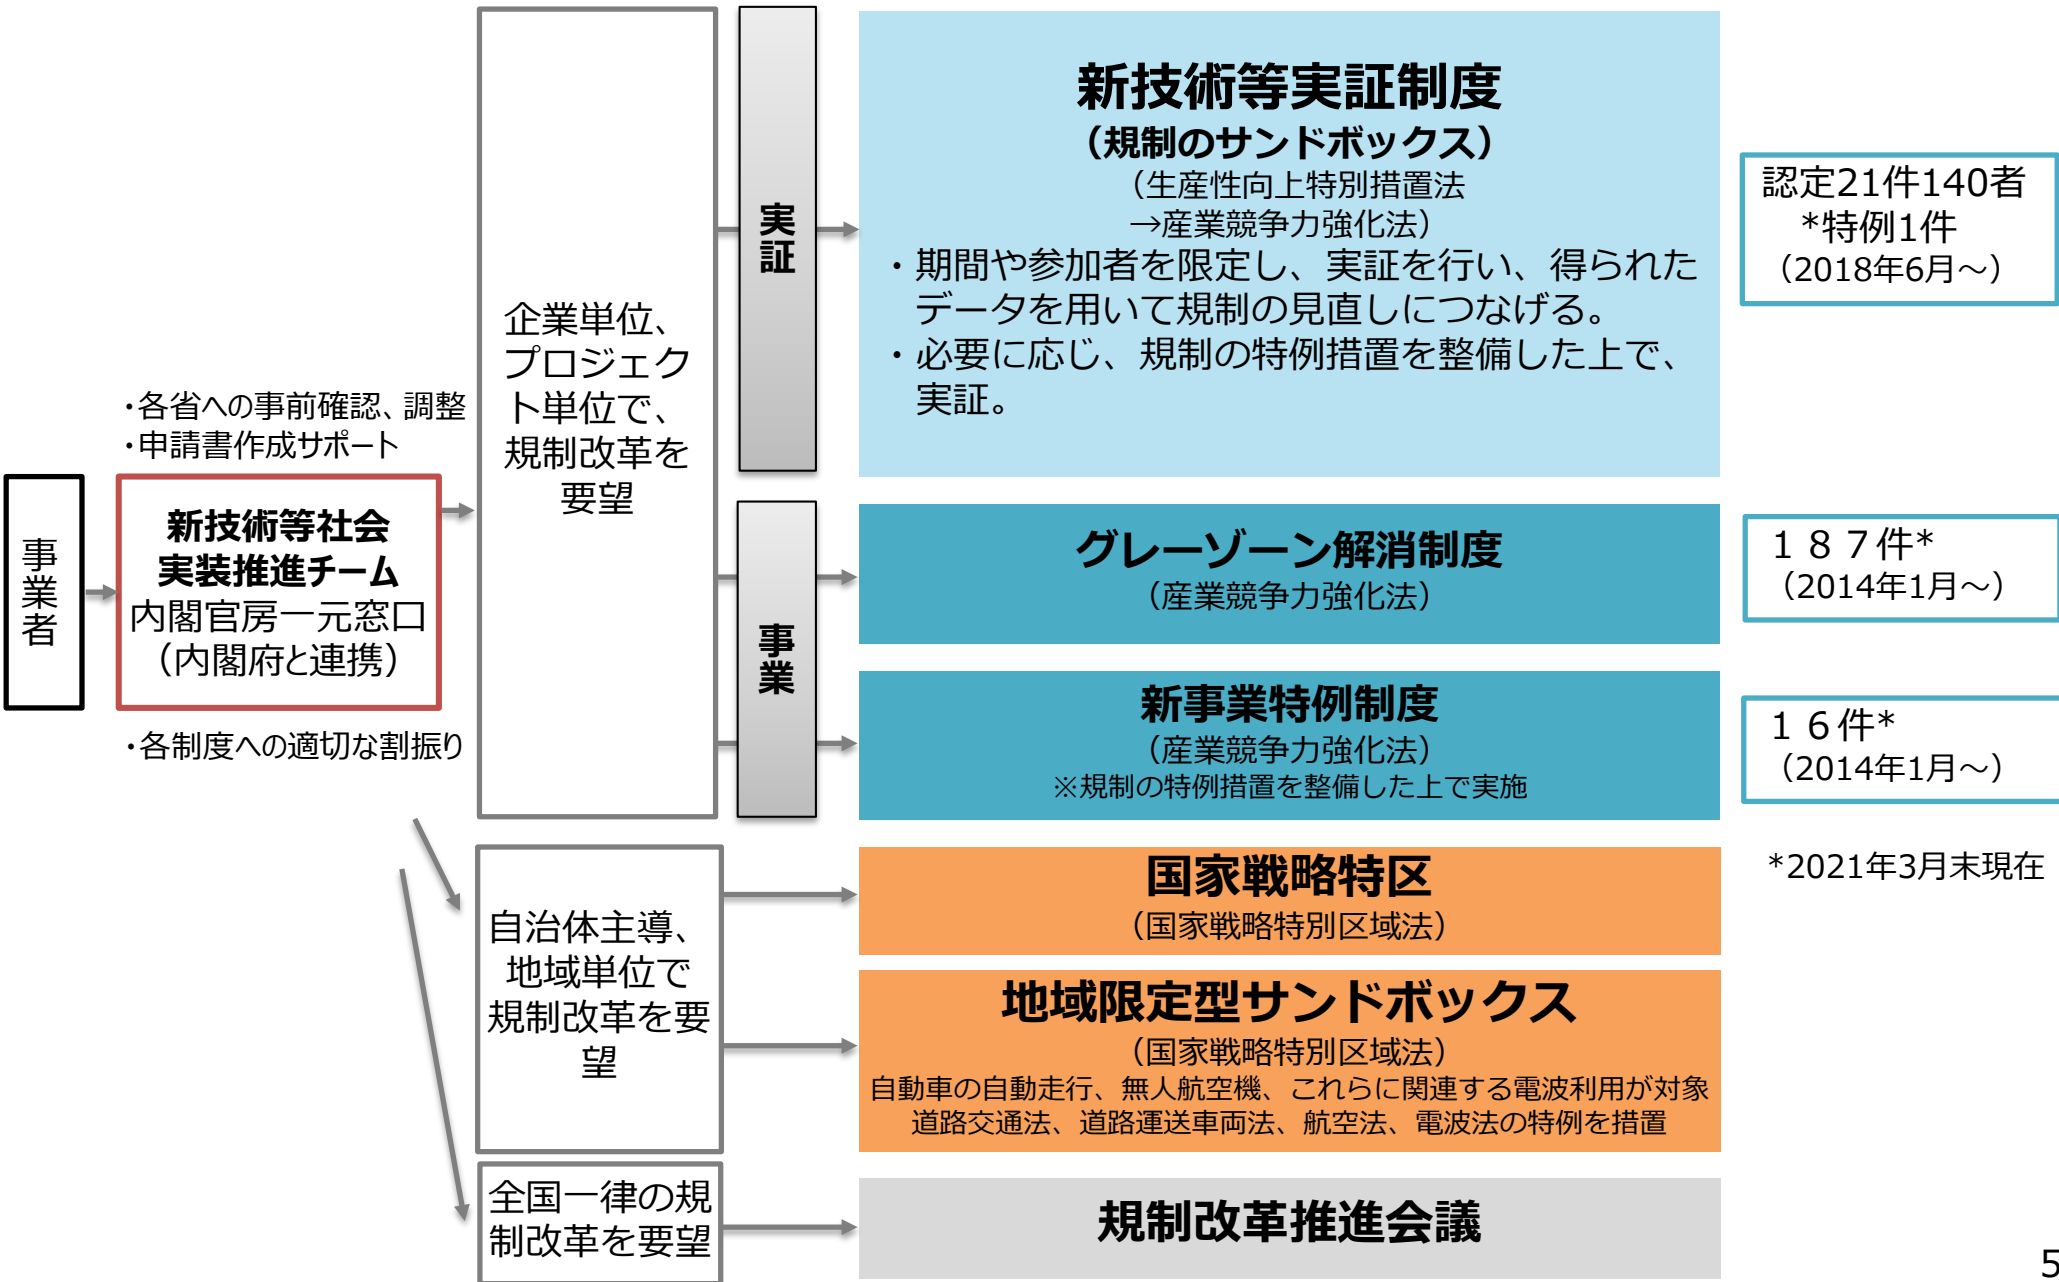 事業者
・各省への事前確認、調整
・申請書作成サポート
新技術等社会
実装推進チーム
内閣官房一元窓口
（内閣府と連携）
・各制度への適切な割振り
企業単位、
プロジェク
ト単位で、
規制改革を
要望
実証
新技術等実証制度
（規制のサンドボックス）
（生産性向上特別措置法
→産業競争力強化法）
・期間や参加者を限定し、実証を行い、得られた
データを用いて規制の見直しにつなげる。
・必要に応じ、規制の特例措置を整備した上で、
実証。
認定21件140者
*特例1件
（2018年6月～）
事業
グレーゾーン解消制度
（産業競争力強化法）
１８７件*
（2014年1月～）
新事業特例制度
（産業競争力強化法）
※規制の特例措置を整備した上で実施
１６件*
（2014年1月～）
*2021年3月末現在
自治体主導、
地域単位で
規制改革を要
望
国家戦略特区
（国家戦略特別区域法）
地域限定型サンドボックス
（国家戦略特別区域法）
自動車の自動走行、無人航空機、これらに関連する電波利用が対象
道路交通法、道路運送車両法、航空法、電波法の特例を措置
全国一律の規
制改革を要望
規制改革推進会議
5